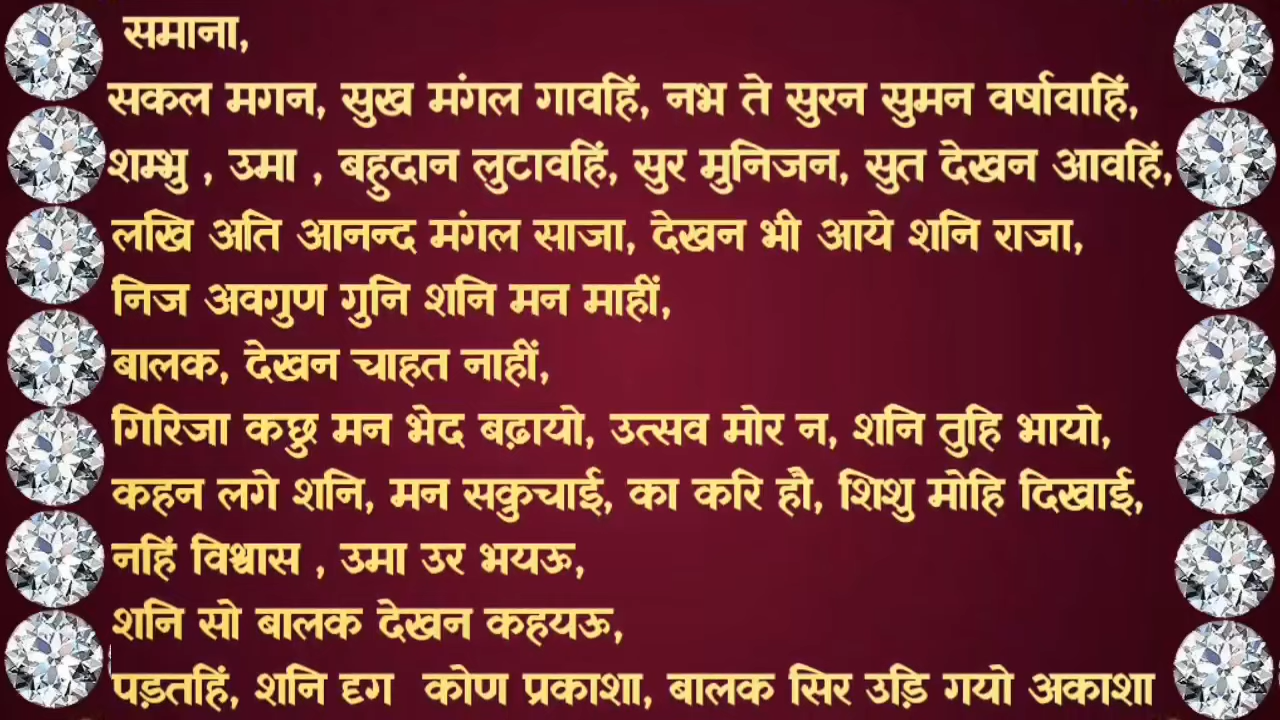 समाना,
सकल मगन, सुख मंगल गावहिं, नभ ते सुरन सुमन वर्षावाहिं,
शम्भु , उमा , बहुदान लुटावहिं, सुर मुनिजन, सुत देखन आवहिं,
लखि अति आनन्द मंगल साजा, देखन भी आये शनि राजा,
निज अवगुण गुनि शनि मन माहीं,
बालक, देखन चाहत नाहीं,
गिरिजा कछु मन भेद बढ़ायो, उत्सव मोर न, शनि तुहि भायो,
कहन लगे शनि, मन सकुचाई, का करि हौ, शिशु मोहि दिखाई,
नहिं विश्वास , उमा उर भयऊ,
शनि सो बालक देखन कहयऊ,
पड़तहिं, शनि दृग कोण प्रकाशा, बालक सिर उड़ि गयो अकाशा